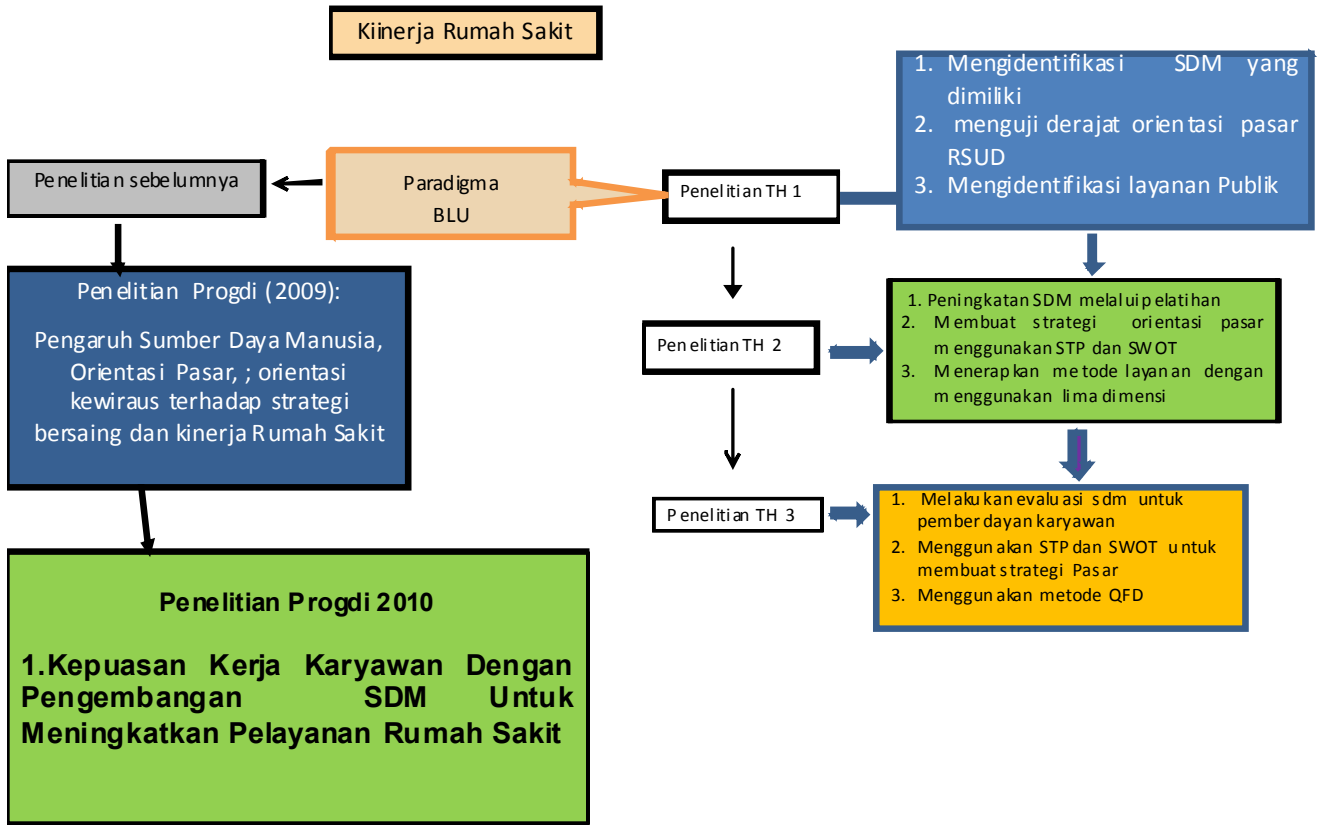 Kiinerja Rumah Sakit
Penelitian sebelumnya
Paradigma
BLU
Penelitian TH 1
1. Mengidentifikasi SDM yang
dimiliki
2. menguji derajat orientasi pasar
RSUD
3. Mengidentifikasi layanan Publik
Penelitian Progdi (2009):
Pengaruh Sumber Daya Manusia,
Orientasi Pasar, ; orientasi
kewiraus terhadap strategi
bersaing dan kinerja Rumah Sakit
Penelitian TH 2
1. Peningkatan SDM melalui pelatihan
2. Membuat strategi orientasi pasar
menggunakan STP dan SWOT
3. Menerapkan metode layanan dengan
menggunakan lima dimensi
Penelitian TH 3
1. Melakukan evaluasi sdm untuk
pemberdayan karyawan
2. Menggunakan STP dan SWOT untuk
membuat strategi Pasar
3. Menggunakan metode QFD
Penelitian Progdi 2010
1.Kepuasan Kerja Karyawan Dengan
Pengembangan SDM Untuk
Meningkatkan Pelayanan Rumah Sakit